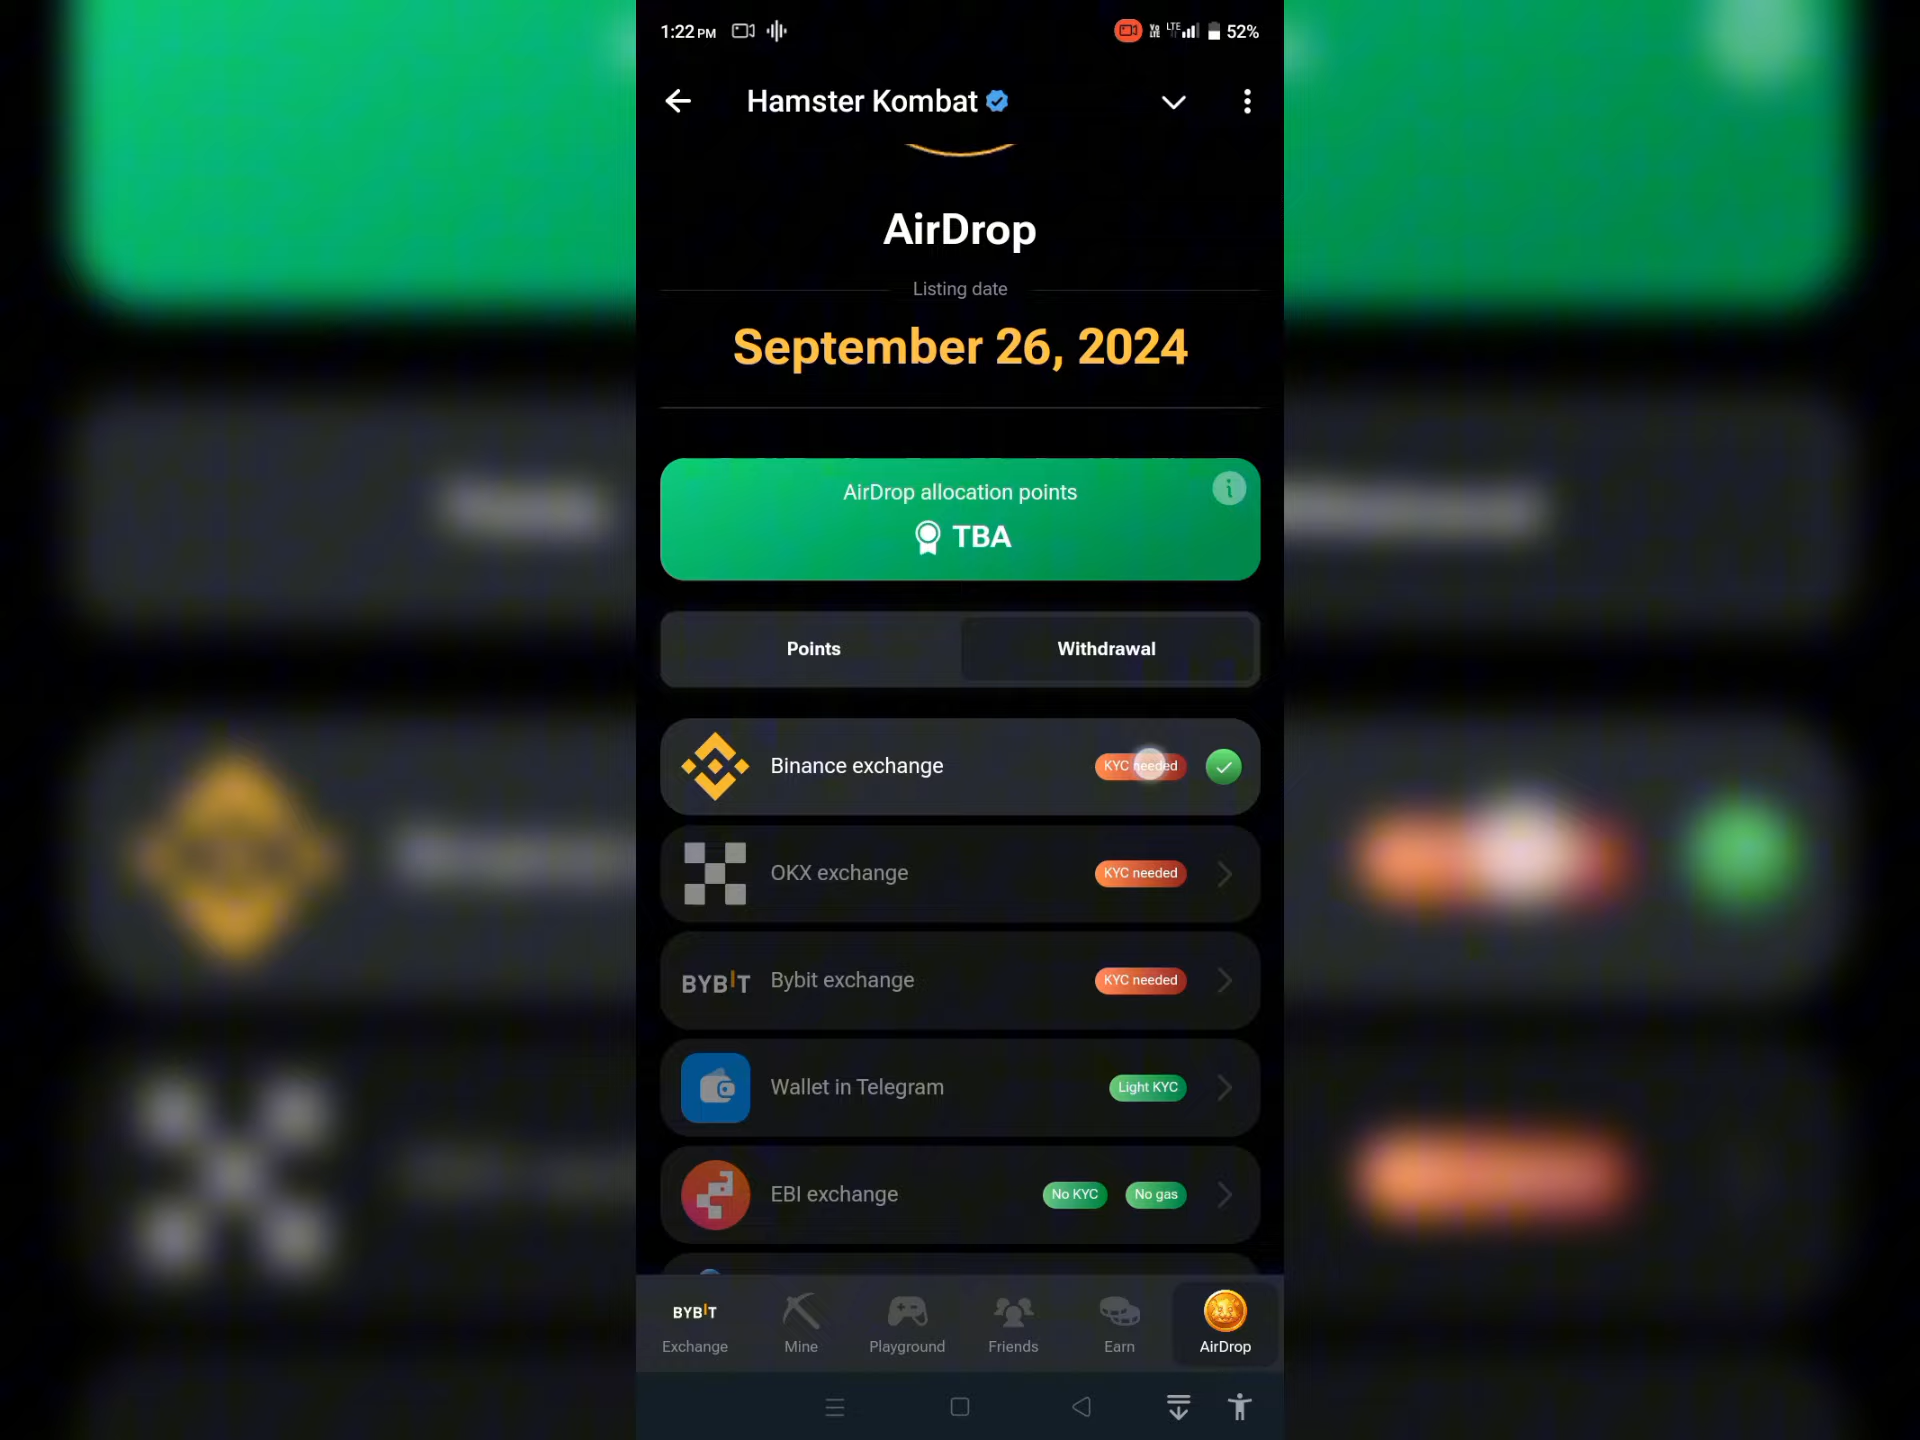 1:22 PM
LTE
52%
Hamster Kombat
AirDrop
Listing date
September 26, 2024
AirDrop allocation points
i
TBA
Points
Withdrawal
Binance exchange
KYC needed
OKX exchange
KYC needed
BYBIT
Bybit exchange
KYC needed
Wallet in Telegram
Light KYC
EBI exchange
No KYC
No gas
BYBIT
Exchange
Mine
Playground
Friends
Earn
AirDrop